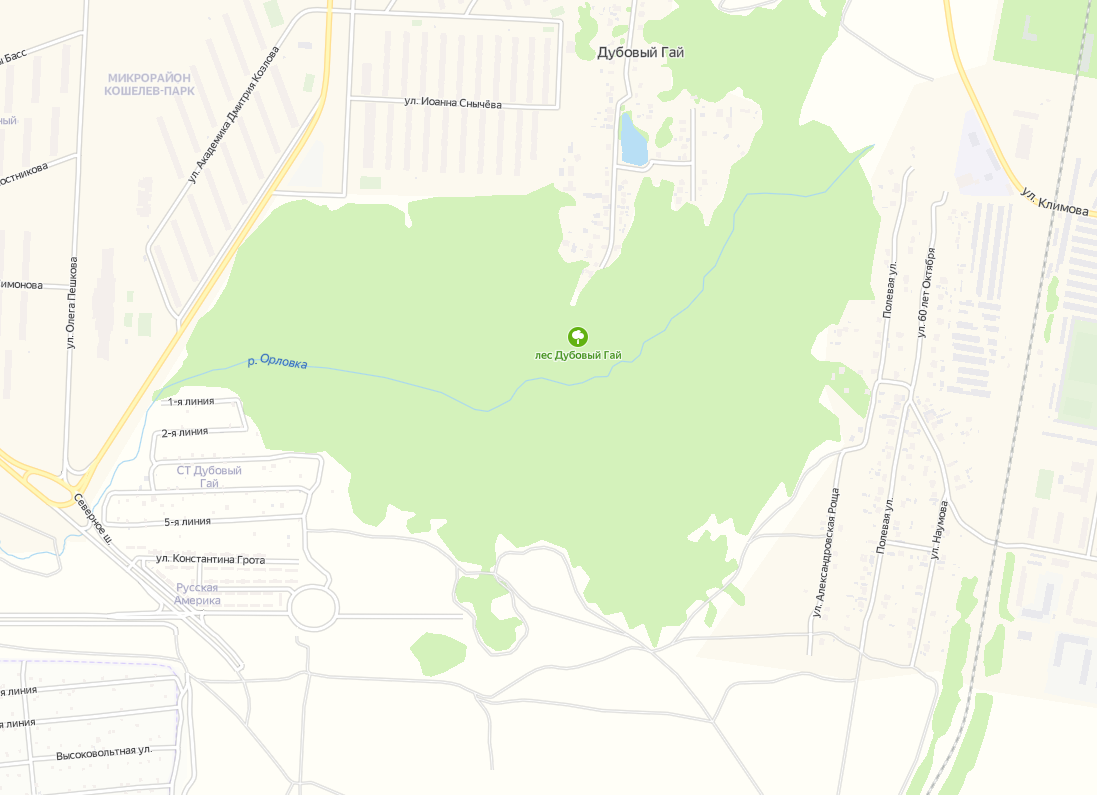 Дубовый Гай
ы Басс
МИКРОРАЙОН
КОШЕЛЕВ-ПАРК
ул. Академика Дмитрия Козлова
ул. Иоанна Снычёва
ный
остникова
ул. Климова
Полевая ул.
ул. 60 лет Октября
имонова
ул. Олега Пешкова
лес Дубовый Гай
р. Орловка
1-я линия
2-я линия
СТ Дубовый
Гай
5-я линия
Северное ш.
ул. Константина Грота
Русская
Америка
ул. Александровская Роща
Полевая ул.
ул. Наумова
я линия
я линия
Высоковольтная ул.